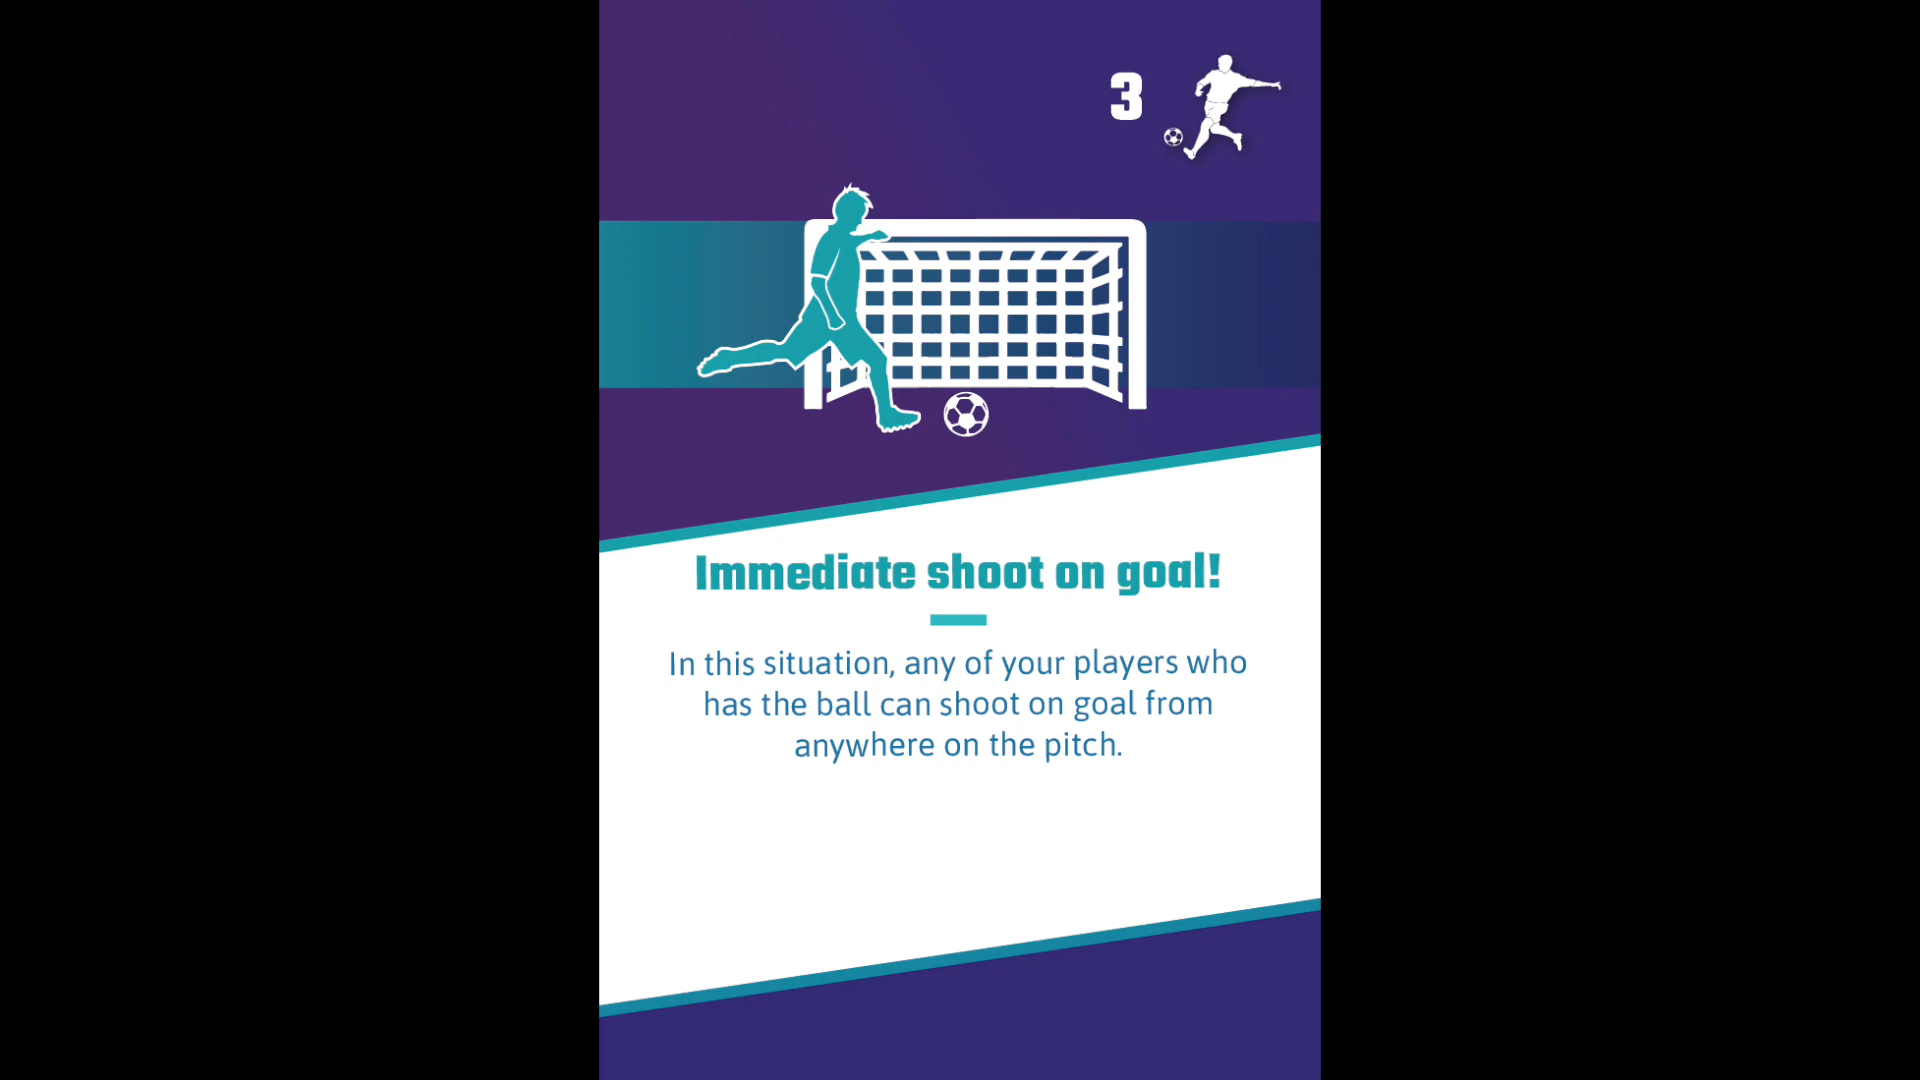 3
Immediate shoot on goal!
In this situation, any of your players who
has the ball can shoot on goal from
anywhere on the pitch.